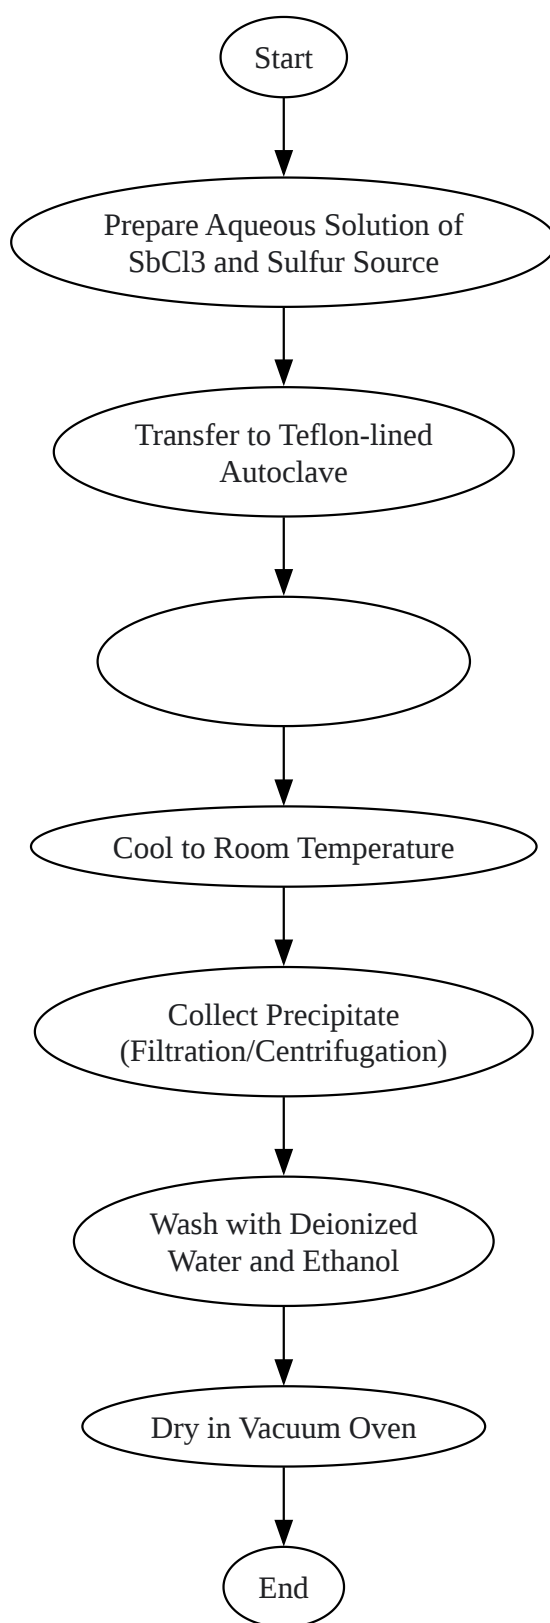 Start
Prepare Aqueous Solution of
SbCl3 and Sulfur Source
Transfer to Teflon-lined
Autoclave
Cool to Room Temperature
Collect Precipitate
(Filtration/Centrifugation)
Wash with Deionized
Water and Ethanol
Dry in Vacuum Oven
End